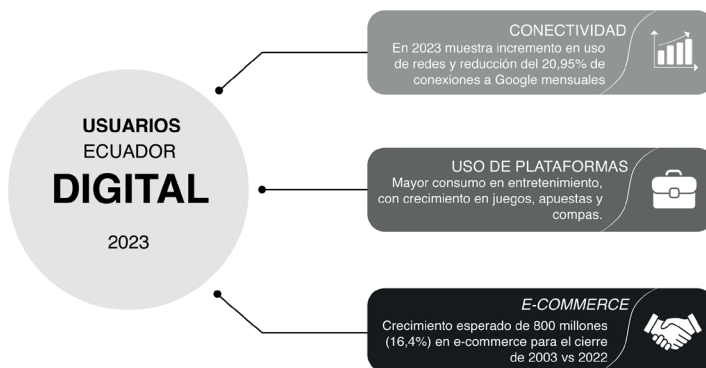 USUARIOS
ECUADOR
DIGITAL
2023
CONECTIVIDAD
En 2023 muestra incremento en uso
de redes y reducción del 20,95% de
conexiones a Google mensuales
USO DE PLATAFORMAS
Mayor consumo en entretenimiento,
con crecimiento en juegos, apuestas y
compas.
E-COMMERCE
Crecimiento esperado de 800 millones
(16,4%) en e-commerce para el cierre
de 2003 vs 2022